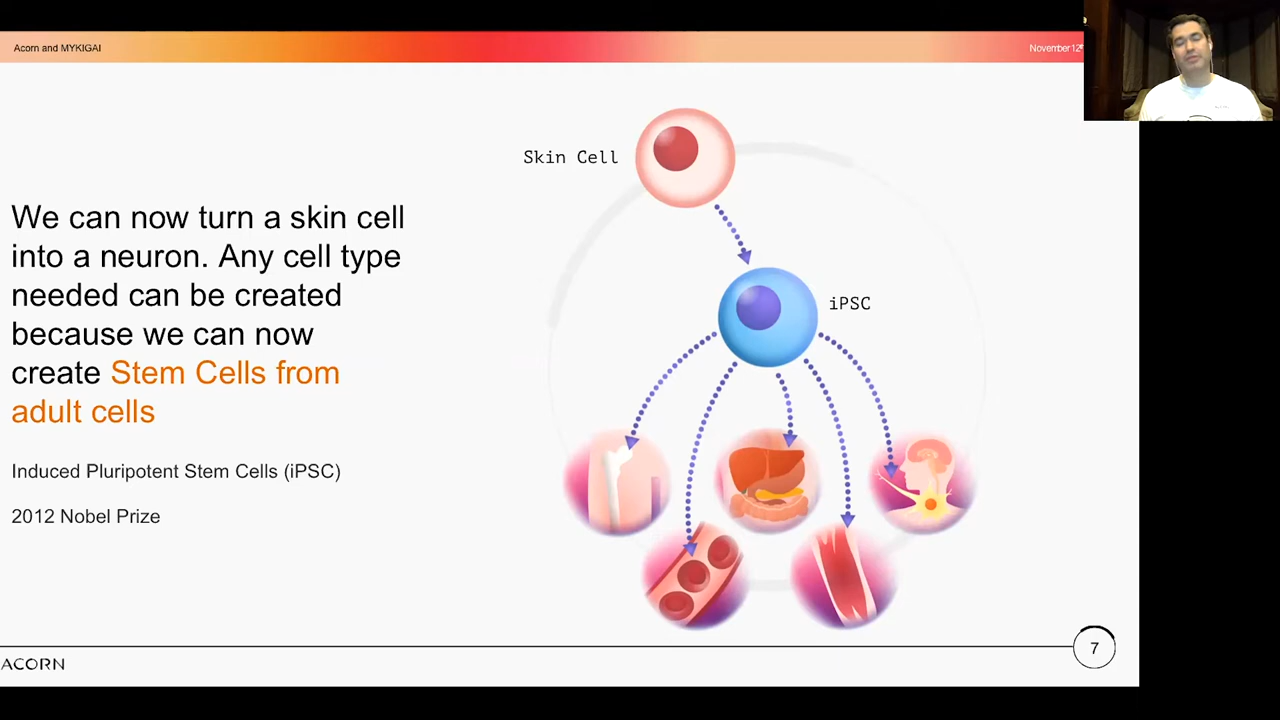 Acorn and MYKIGAI
November 12
Skin Cell
We can now turn a skin cell
into a neuron. Any cell type
needed can be created
because we can now
create Stem Cells from
adult cells
iPSC
Induced Pluripotent Stem Cells (iPSC)
2012 Nobel Prize
7
ACORN